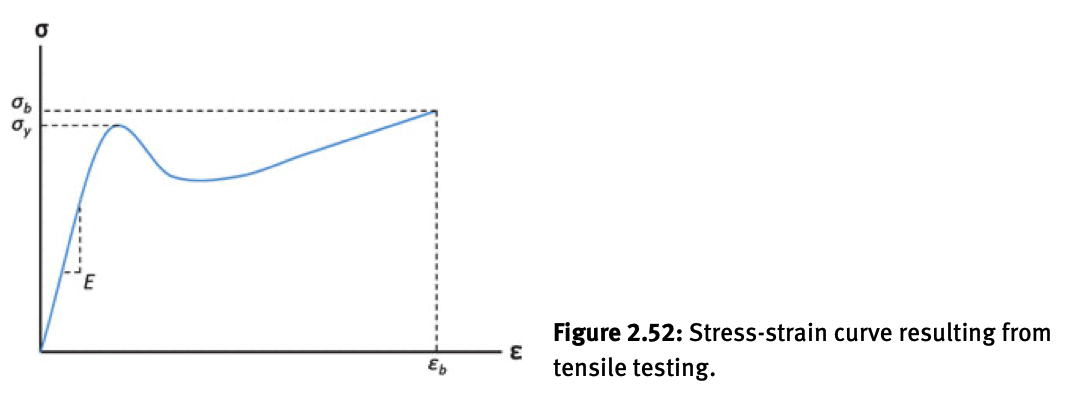 σ
σb
σy
E
ε
εb
Figure 2.52: Stress-strain curve resulting from
tensile testing.